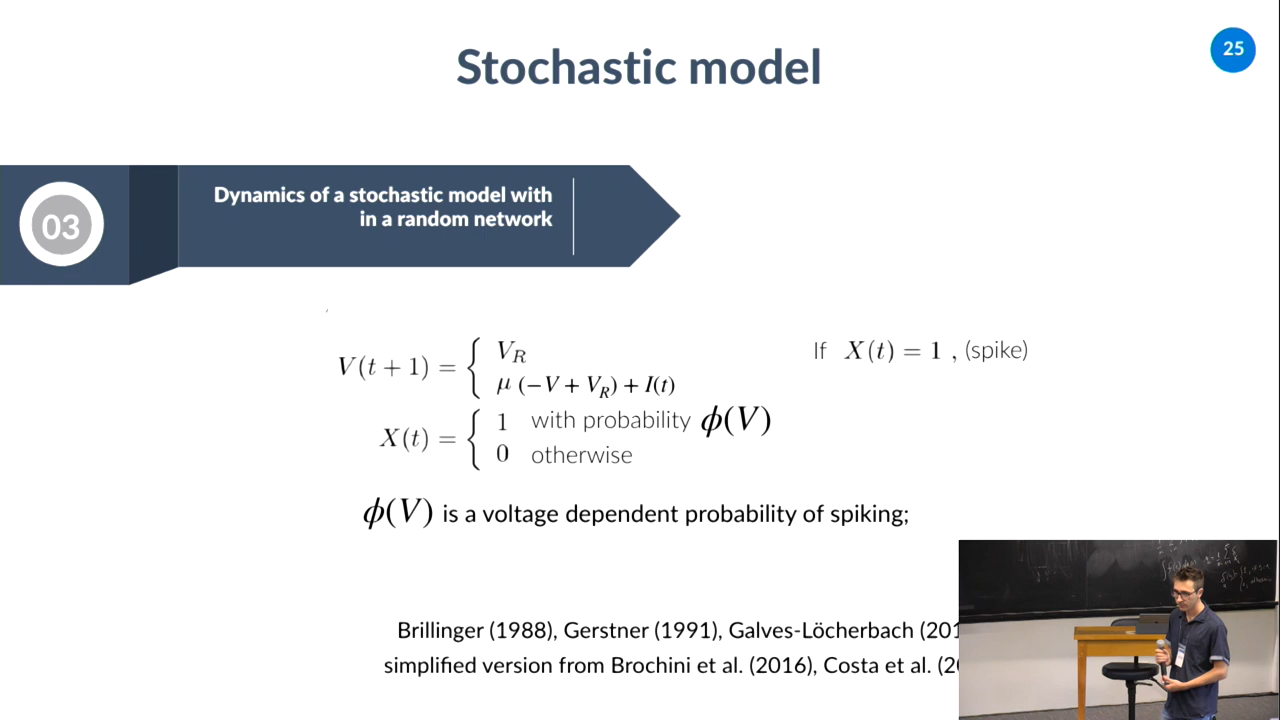 Stochastic model
25
03
Dynamics of a stochastic model with
in a random network
V(t + 1) = { V_R If X(t) = 1 , (spike)
μ (−V + V_R) + I(t)
X(t) = { 1 with probability ϕ(V)
0 otherwise
ϕ(V) is a voltage dependent probability of spiking;
Brillinger (1988), Gerstner (1991), Galves-Löcherbach (201
simplified version from Brochini et al. (2016), Costa et al. (20